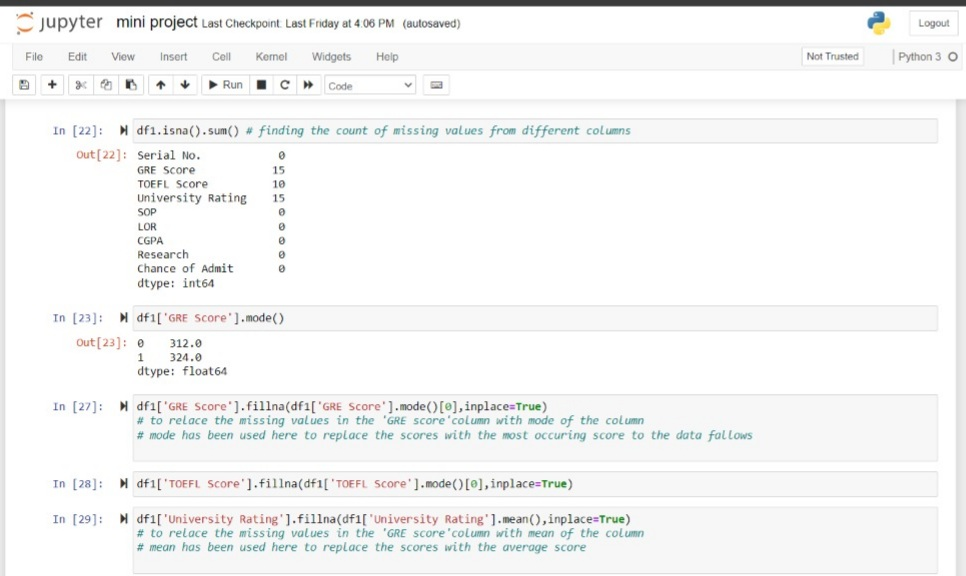 jupyter mini project Last Checkpoint: Last Friday at 4:06 PM (autosaved)
Logout
File Edit View Insert Cell Kernel Widgets Help
Not Trusted
Python 3
Run
Code
In [22]: df1.isna().sum() # finding the count of missing values from different columns
Out[22]: Serial No. 0
GRE Score 15
TOEFL Score 10
University Rating 15
SOP 0
LOR 0
CGPA 0
Research 0
Chance of Admit 0
dtype: int64
In [23]: df1['GRE Score'].mode()
Out[23]: 0 312.0
1 324.0
dtype: float64
In [27]: df1['GRE Score'].fillna(df1['GRE Score'].mode()[0],inplace=True)
# to relace the missing values in the 'GRE score'column with mode of the column
# mode has been used here to replace the scores with the most occuring score to the data fallows
In [28]: df1['TOEFL Score'].fillna(df1['TOEFL Score'].mode()[0],inplace=True)
In [29]: df1['University Rating'].fillna(df1['University Rating'].mean(),inplace=True)
# to relace the missing values in the 'GRE score'column with mean of the column
# mean has been used here to replace the scores with the average score